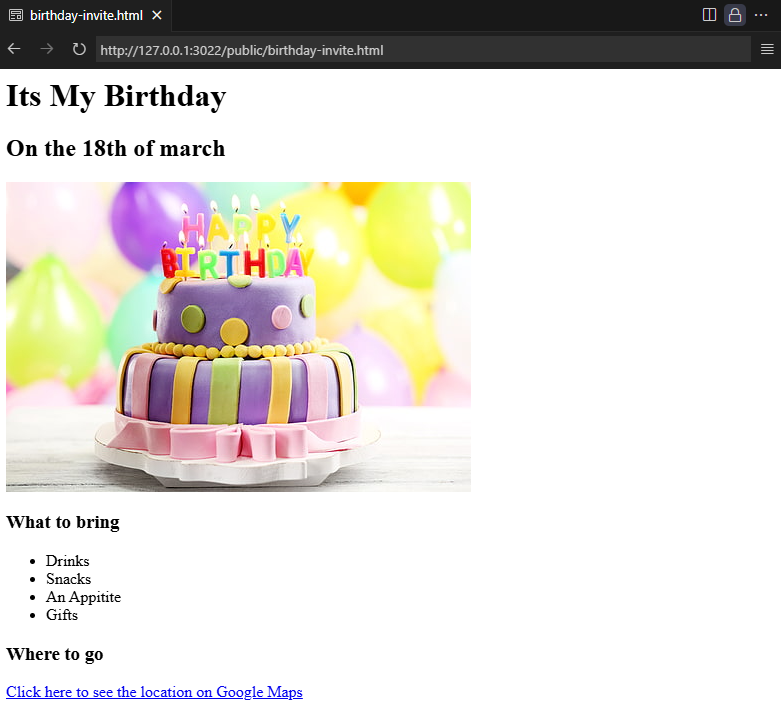 birthday-invite.html
http://127.0.0.1:3022/public/birthday-invite.html
Its My Birthday
On the 18th of march
HAPPY
BIRTHDAY
What to bring
Drinks
Snacks
An Appitite
Gifts
Where to go
Click here to see the location on Google Maps